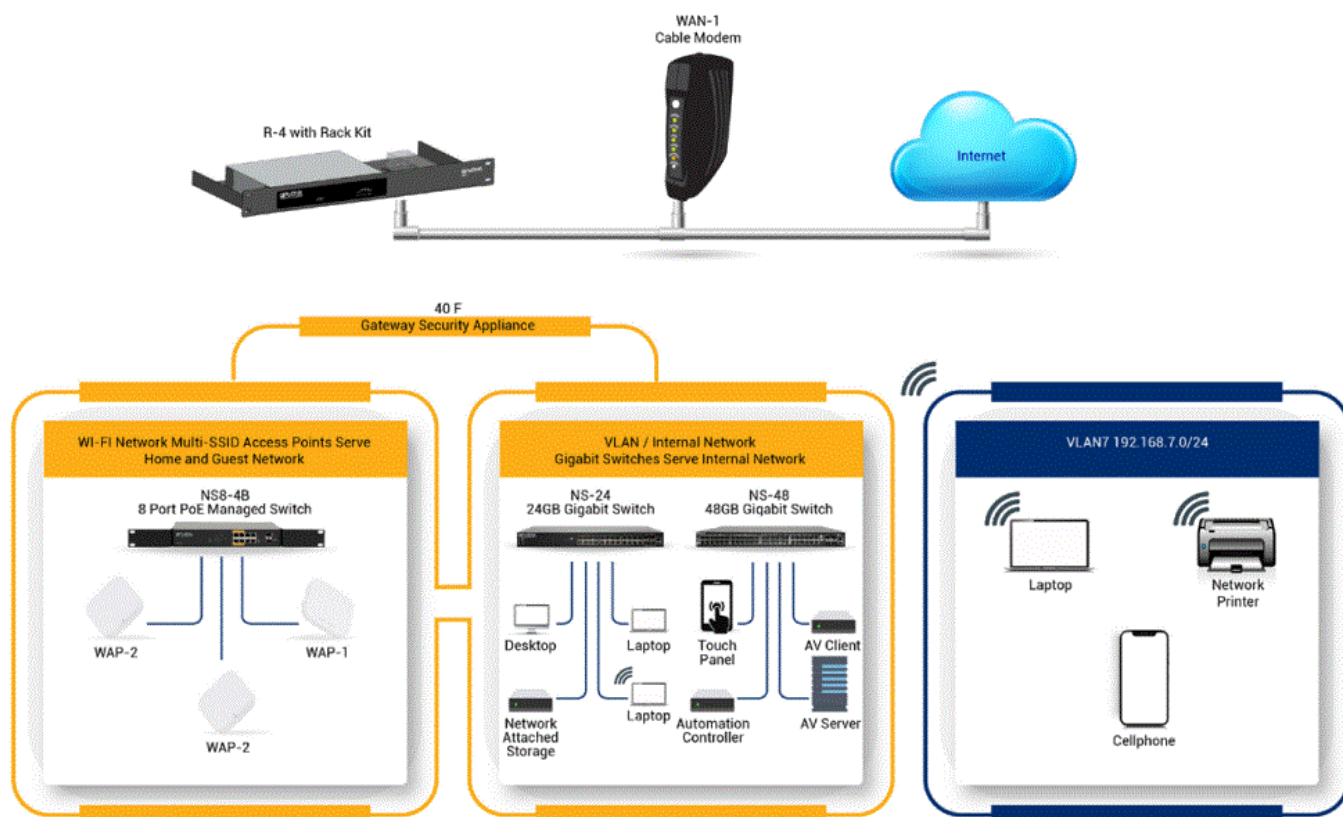 WAN-1
Cable Modem
R-4 with Rack Kit
Internet
40 F
Gateway Security Appliance
WI-FI Network Multi-SSID Access Points Serve
Home and Guest Network
NS8-4B
8 Port PoE Managed Switch
WAP-2
WAP-1
WAP-2
VLAN / Internal Network
Gigabit Switches Serve Internal Network
NS-24
24GB Gigabit Switch
NS-48
48GB Gigabit Switch
Desktop
Laptop
Touch
Panel
AV Client
Network
Attached
Storage
Laptop
Automation
Controller
AV Server
VLAN7 192.168.7.0/24
Laptop
Network
Printer
Cellphone